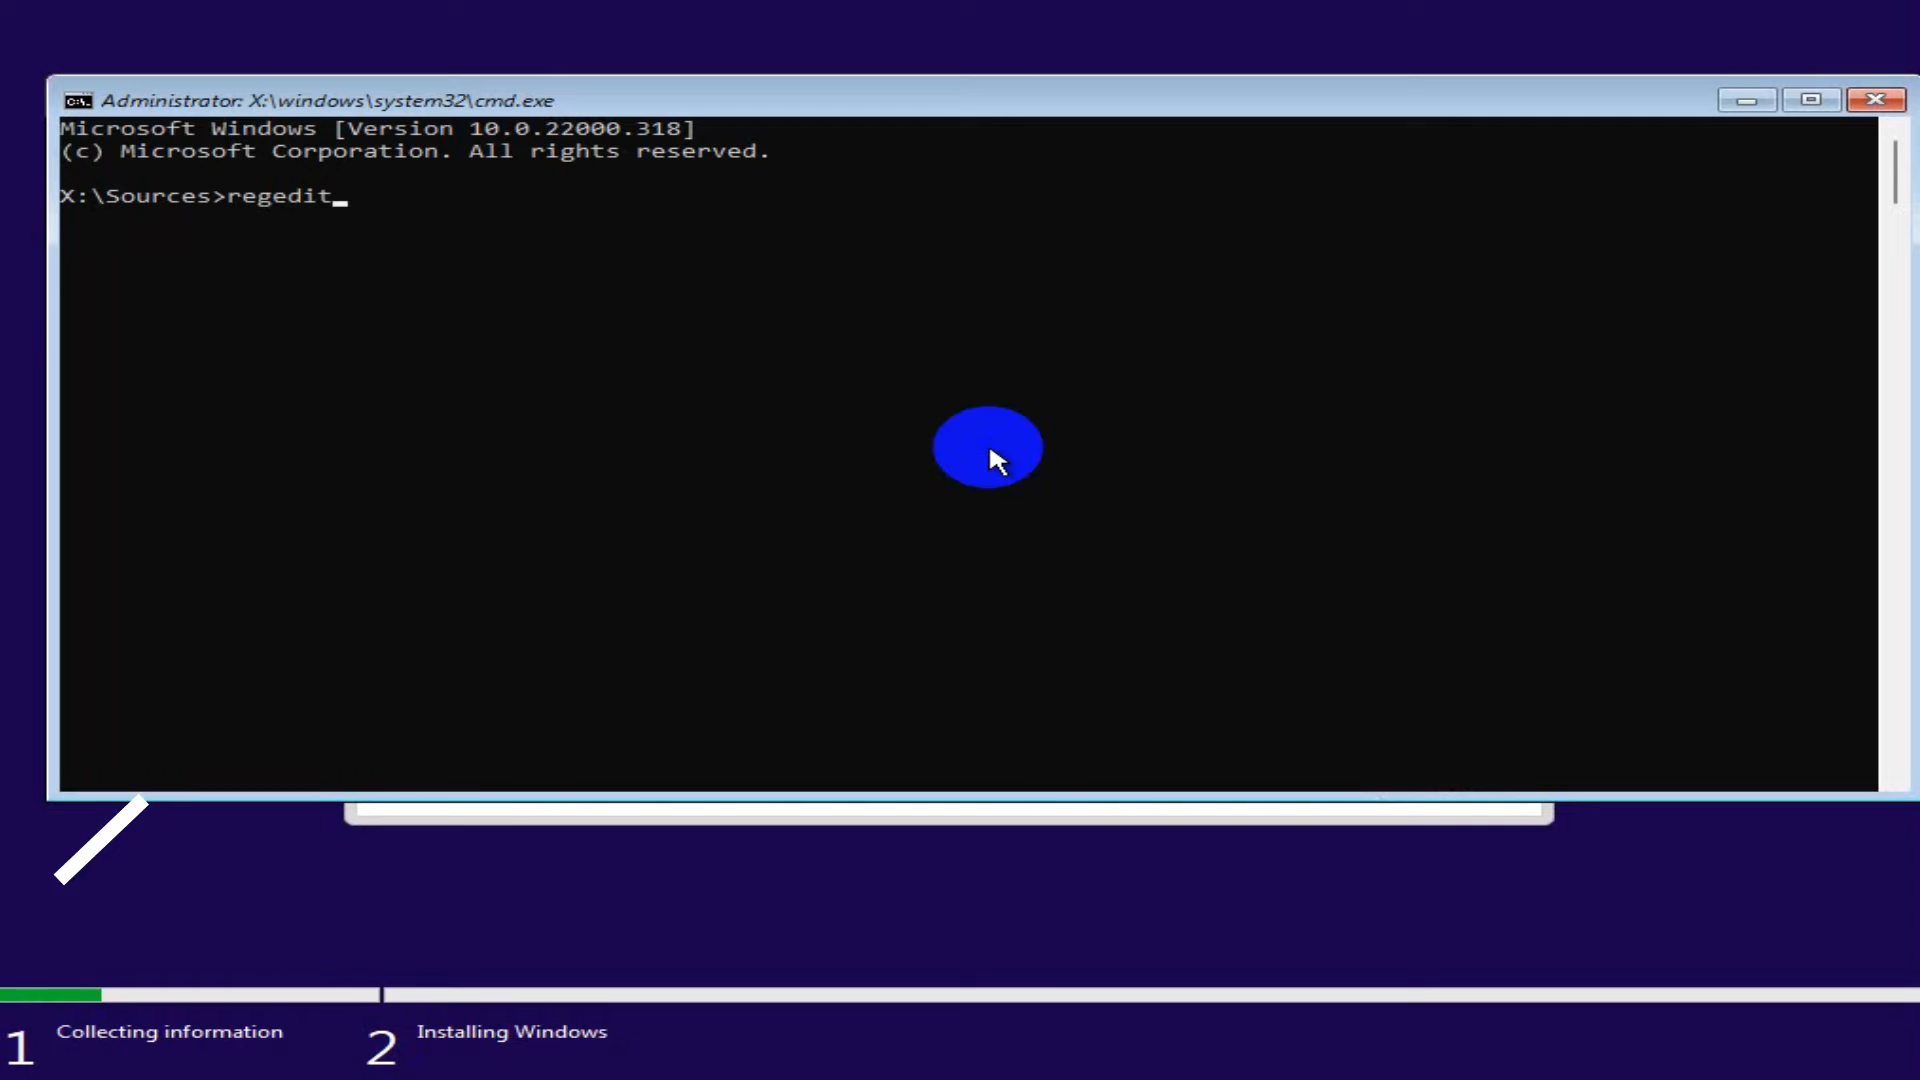 Administrator: X:\windows\system32\cmd.exe
Microsoft Windows [Version 10.0.22000.318]
(c) Microsoft Corporation. All rights reserved.
X:\Sources>regedit_
1 Collecting information
2 Installing Windows